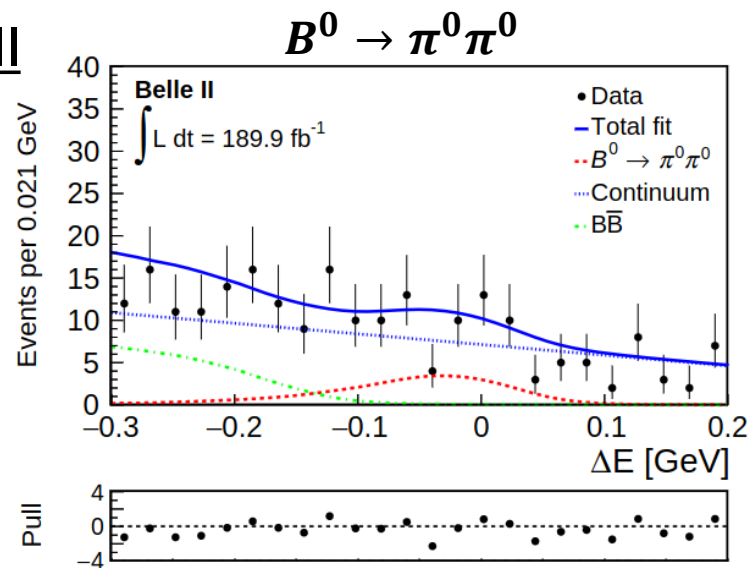 II
B⁰ → π⁰π⁰
Belle II
∫L dt = 189.9 fb⁻¹
Data
Total fit
B⁰ → π⁰π⁰
Continuum
BB̅
Events per 0.021 GeV
40
35
30
25
20
15
10
5
0
−0.3 −0.2 −0.1 0 0.1 0.2
ΔE [GeV]
Pull
4
0
−4